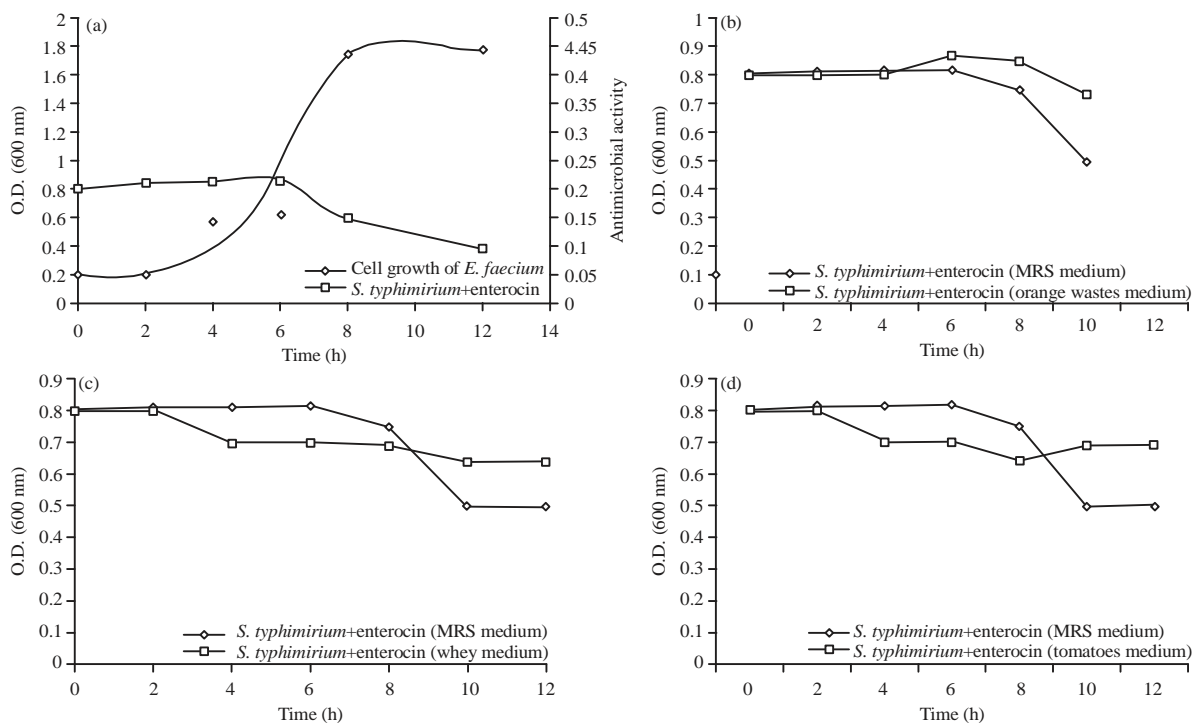 (a)
2
1.8
1.6
1.4
1.2
1
0.8
0.6
0.4
0.2
0
O.D. (600 nm)
0.5
4.45
0.4
0.35
0.3
0.25
0.2
0.15
0.1
0.05
0
Antimicrobial activity
Cell growth of E. faecium
S. typhimirium+enterocin
0 2 4 6 8 10 12 14
Time (h)
(b)
1
0.9
0.8
0.7
0.6
0.5
0.4
0.3
0.2
0.1
0
O.D. (600 nm)
S. typhimirium+enterocin (MRS medium)
S. typhimirium+enterocin (orange wastes medium)
0 2 4 6 8 10 12
Time (h)
(c)
0.9
0.8
0.7
0.6
0.5
0.4
0.3
0.2
0.1
0
O.D. (600 nm)
S. typhimirium+enterocin (MRS medium)
S. typhimirium+enterocin (whey medium)
0 2 4 6 8 10 12
Time (h)
(d)
0.9
0.8
0.7
0.6
0.5
0.4
0.3
0.2
0.1
0
O.D. (600 nm)
S. typhimirium+enterocin (MRS medium)
S. typhimirium+enterocin (tomatoes medium)
0 2 4 6 8 10 12
Time (h)